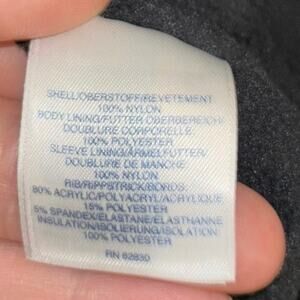 SHELL/OBERSTOFF/REVETEMENT
100% NYLON
BODY LINING/FUTTER OBERBEREICH/
DOUBLURE CORPORELLE:
100% POLYESTER
SLEEVE LINING/ARMELFUTTER/
DOUBLURE DE MANCHE
100% NYLON
RIB/RIPPSTRICK/BORDS:
80% ACRYLIC/POLYACRYL/ACRYLIQUE
15% POLYESTER
5% SPANDEX/ELASTANE/ELASTHANNE
INSULATION/ISOLIERUNG/ISOLATION:
100% POLYESTER
RN 62830